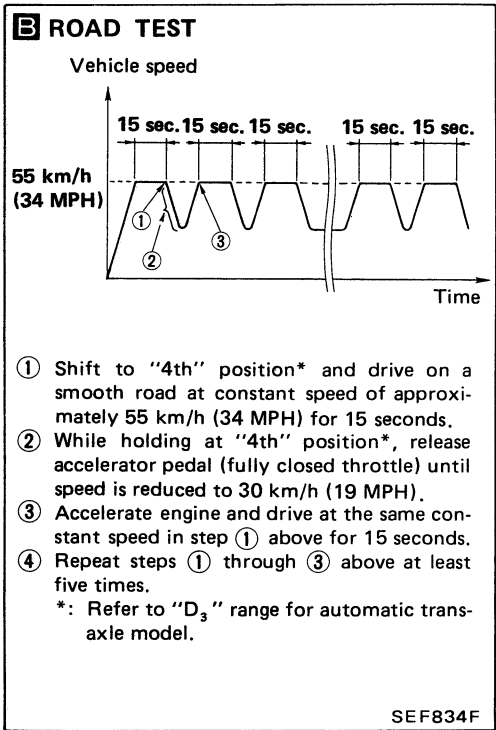 B ROAD TEST
Vehicle speed
15 sec. 15 sec. 15 sec. 15 sec. 15 sec.
55 km/h
(34 MPH)
①
②
③
Time
① Shift to "4th" position* and drive on a
smooth road at constant speed of approxi-
mately 55 km/h (34 MPH) for 15 seconds.
② While holding at "4th" position*, release
accelerator pedal (fully closed throttle) until
speed is reduced to 30 km/h (19 MPH).
③ Accelerate engine and drive at the same con-
stant speed in step ① above for 15 seconds.
④ Repeat steps ① through ③ above at least
five times.
*: Refer to "D₃" range for automatic trans-
axle model.
SEF834F